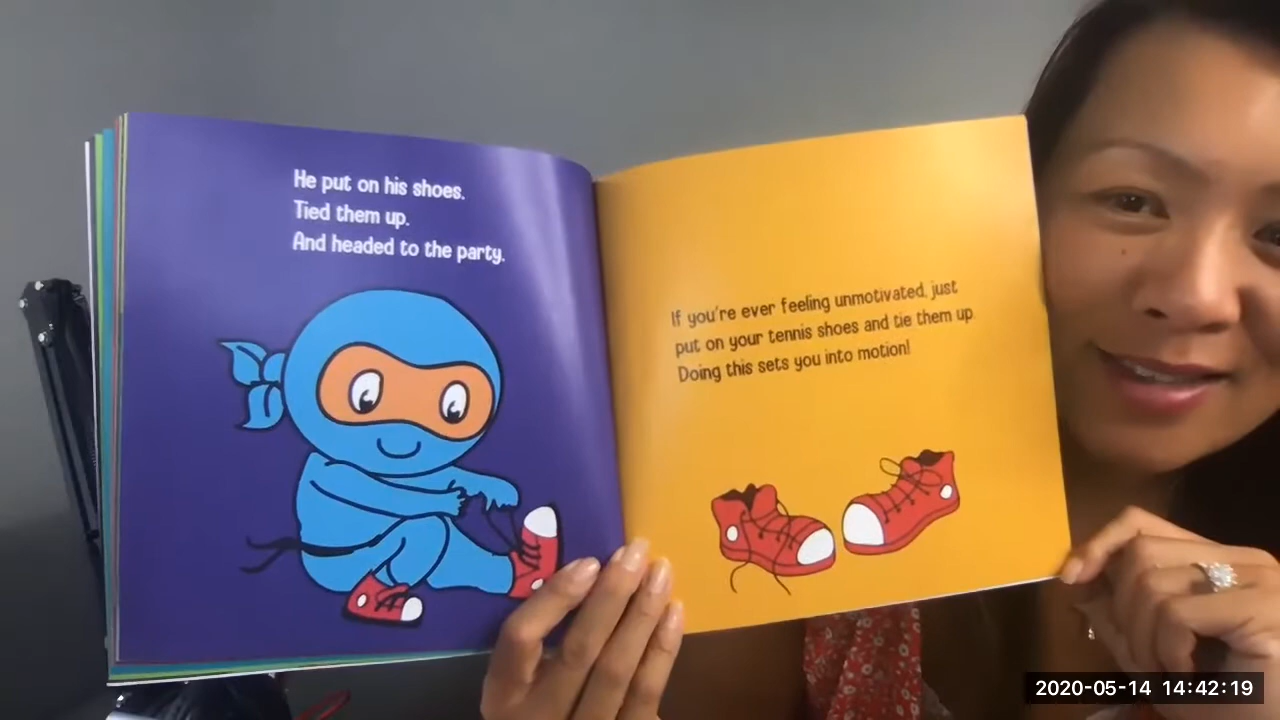 He put on his shoes.
Tied them up.
And headed to the party.
If you're ever feeling unmotivated, just
put on your tennis shoes and tie them up.
Doing this sets you into motion!
2020-05-14 14:42:19